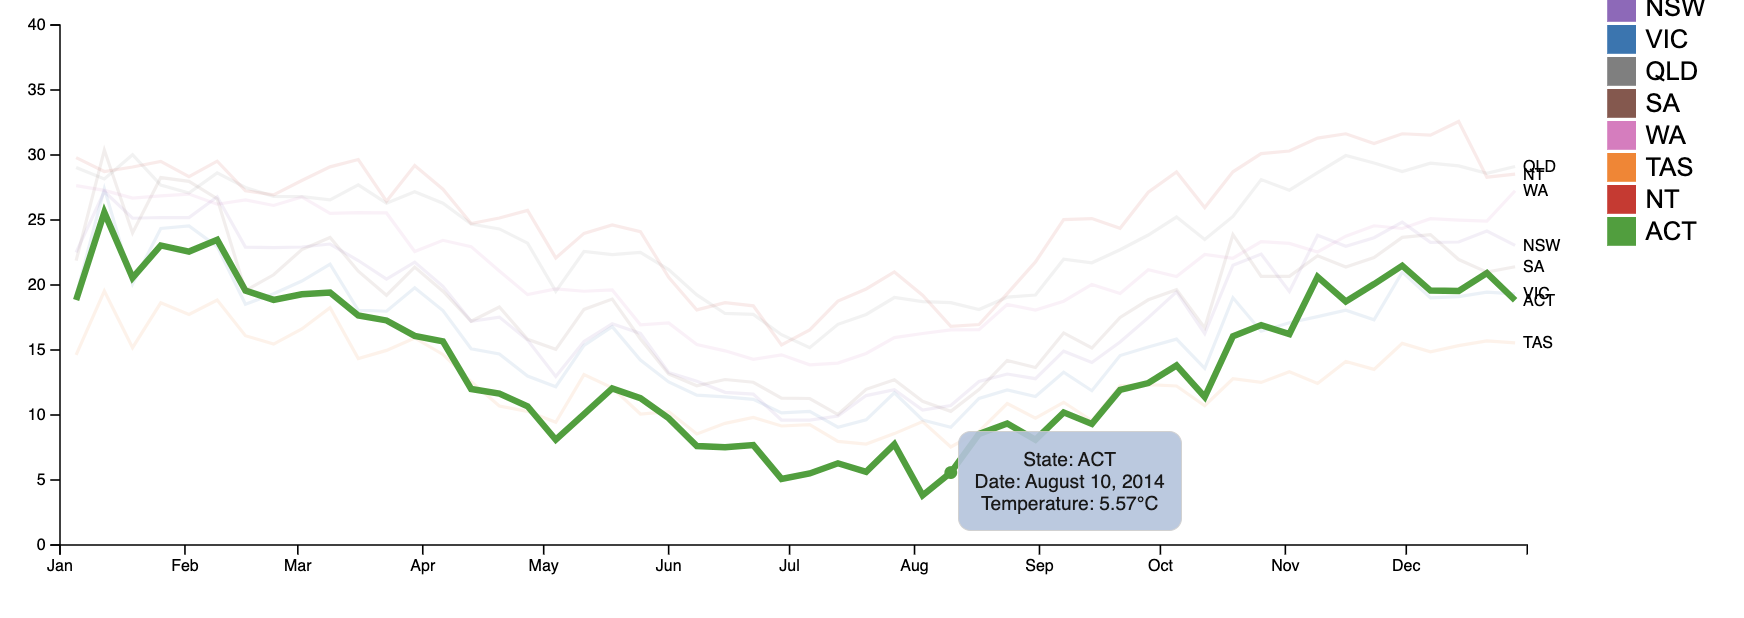 40
35
30
25
20
15
10
5
0
Jan Feb Mar Apr May Jun Jul Aug Sep Oct Nov Dec
QLD
NT
WA
NSW
SA
VIC
ACT
TAS
State: ACT
Date: August 10, 2014
Temperature: 5.57°C
NSW
VIC
QLD
SA
WA
TAS
NT
ACT